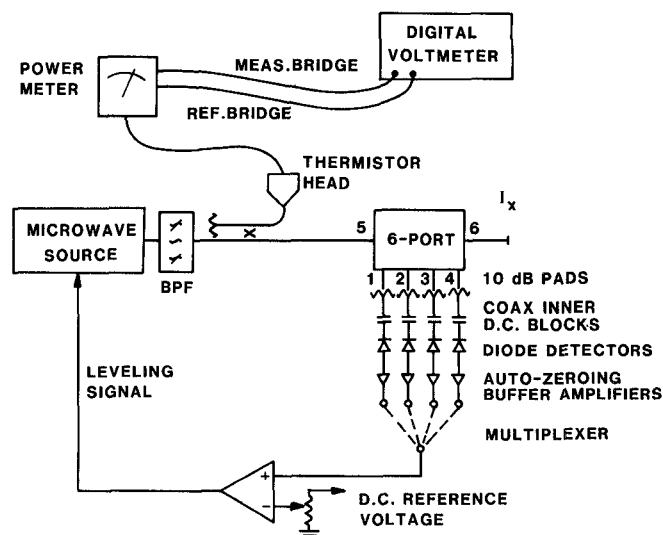 DIGITAL
VOLTMETER
MEAS.BRIDGE
POWER
METER
REF.BRIDGE
THERMISTOR
HEAD
I_x
MICROWAVE
SOURCE
BPF
x
5
6-PORT
6
1
2
3
4
10 dB PADS
COAX INNER
D.C. BLOCKS
DIODE DETECTORS
AUTO-ZEROING
BUFFER AMPLIFIERS
LEVELING
SIGNAL
MULTIPLEXER
+
−
D.C. REFERENCE
VOLTAGE